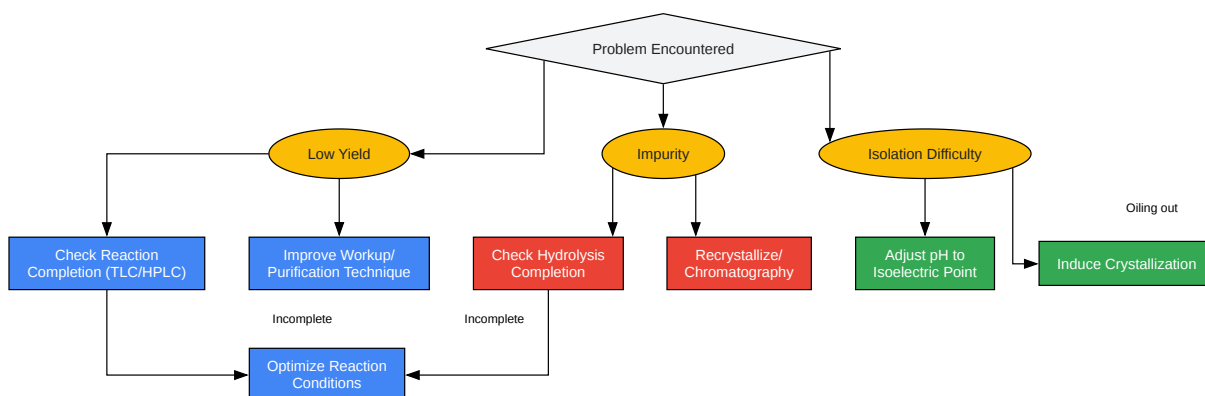 Problem Encountered
Low Yield
Impurity
Isolation Difficulty
Oiling out
Check Reaction
Completion (TLC/HPLC)
Improve Workup/
Purification Technique
Check Hydrolysis
Completion
Recrystallize/
Chromatography
Adjust pH to
Isoelectric Point
Induce Crystallization
Incomplete
Incomplete
Optimize Reaction
Conditions